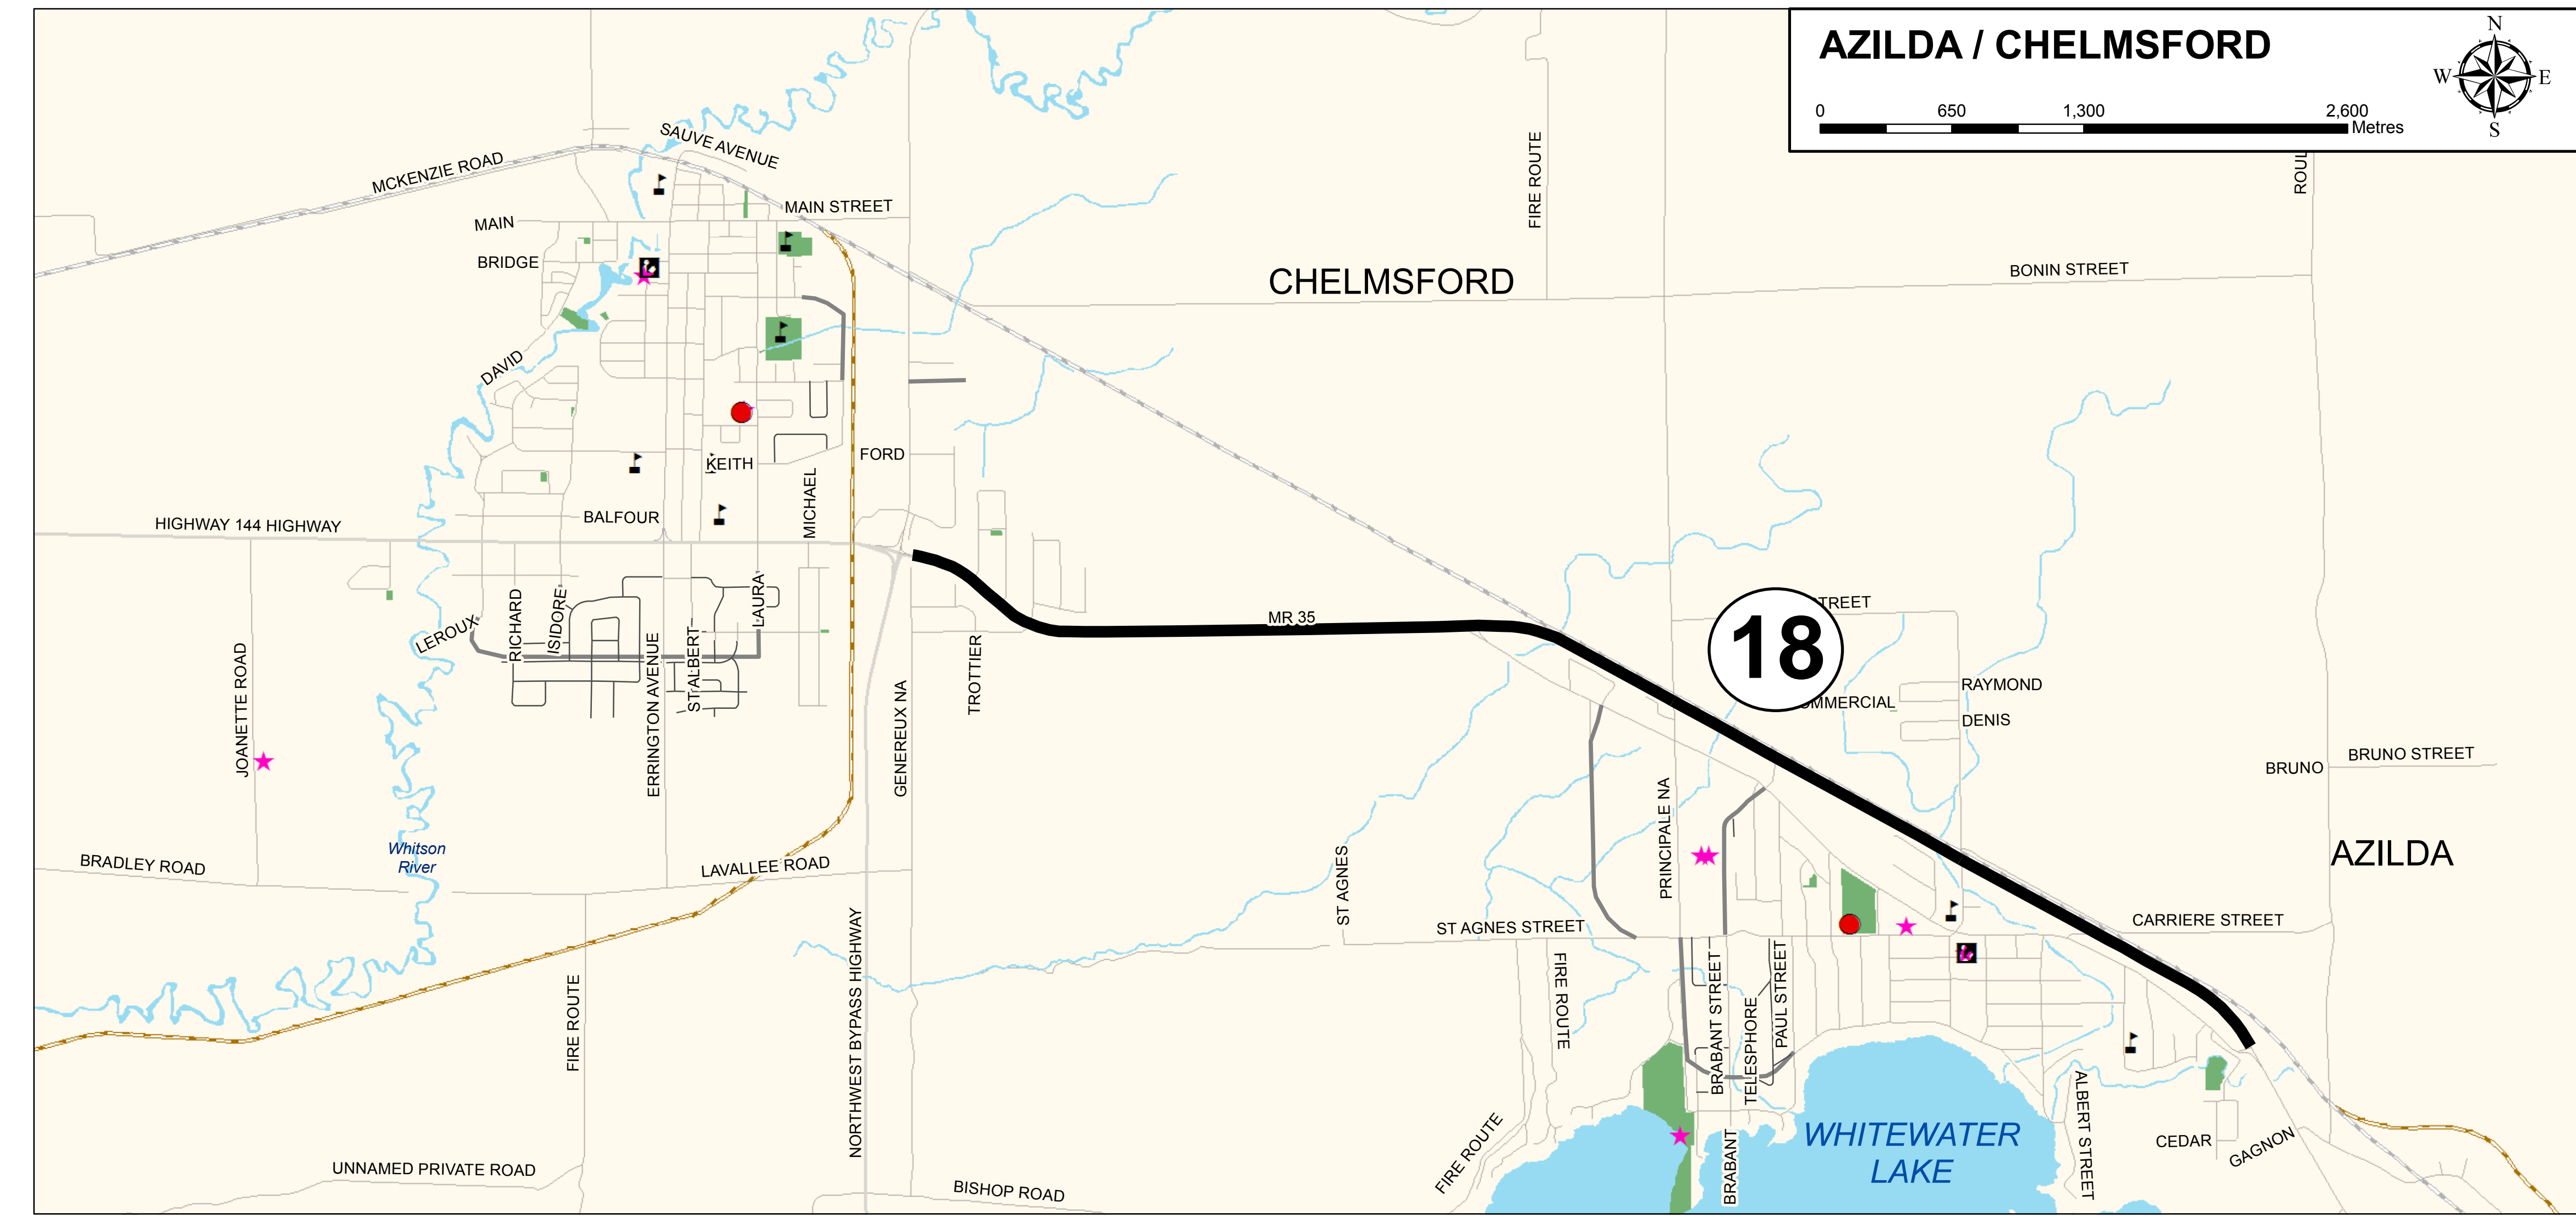 AZILDA / CHELMSFORD
N
W
E
S
0
650
1,300
2,600
Metres
SAUVE AVENUE
MCKENZIE ROAD
FIRE ROUTE
MAIN STREET
MAIN
BRIDGE
CHELMSFORD
BONIN STREET
DAVID
FORD
KEITH
MICHAEL
BALFOUR
HIGHWAY 144 HIGHWAY
RICHARD
ISIDORE
LAURA
LEROUX
MR 35
18
ERRINGTON AVENUE
ST ALBERT
TROTTIER
JOANETTE ROAD
GENEREUX NA
RAYMOND
DENIS
BRUNO STREET
BRUNO
PRINCIPALE NA
Whitson
River
AZILDA
BRADLEY ROAD
LAVALLEE ROAD
ST AGNES
ST AGNES STREET
CARRIERE STREET
FIRE ROUTE
NORTHWEST BYPASS HIGHWAY
FIRE ROUTE
BRABANT STREET
TELESPHORE
PAUL STREET
ALBERT STREET
FIRE ROUTE
BRABANT
WHITEWATER
LAKE
CEDAR
GAGNON
UNNAMED PRIVATE ROAD
BISHOP ROAD